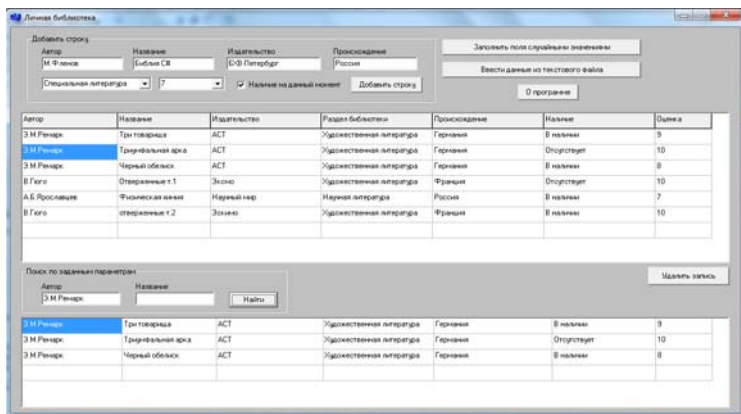 Личная библиотека
Добавить строку
Автор Название Издательство Происхождение
М.Фленов Библия C# БХВ-Петербург Россия
Специальная литература 7 Наличие на данный момент Добавить строку
Заполнить поля случайными значениями
Ввести данные из текстового файла
О программе
Автор Название Издательство Раздел библиотеки Происхождение Наличие Оценка
Э.М.Ремарк Три товарища АСТ Художественная литература Германия В наличии 9
Э.М.Ремарк Триумфальная арка АСТ Художественная литература Германия Отсутствует 10
Э.М.Ремарк Черный обелиск АСТ Художественная литература Германия В наличии 8
В.Гюго Отверженные т.1 Эксмо Художественная литература Франция Отсутствует 10
А.Б.Ярославцев Физическая химия Научный мир Научная литература Россия В наличии 7
В.Гюго отверженные т.2 Художественная литература Франция В наличии 10
Поиск по заданным параметрам
Автор Название
Э.М.Ремарк Найти
Удалить запись
Э.М.Ремарк Три товарища АСТ Художественная литература Германия В наличии 9
Э.М.Ремарк Триумфальная арка АСТ Художественная литература Германия Отсутствует 10
Э.М.Ремарк Черный обелиск АСТ Художественная литература Германия В наличии 8